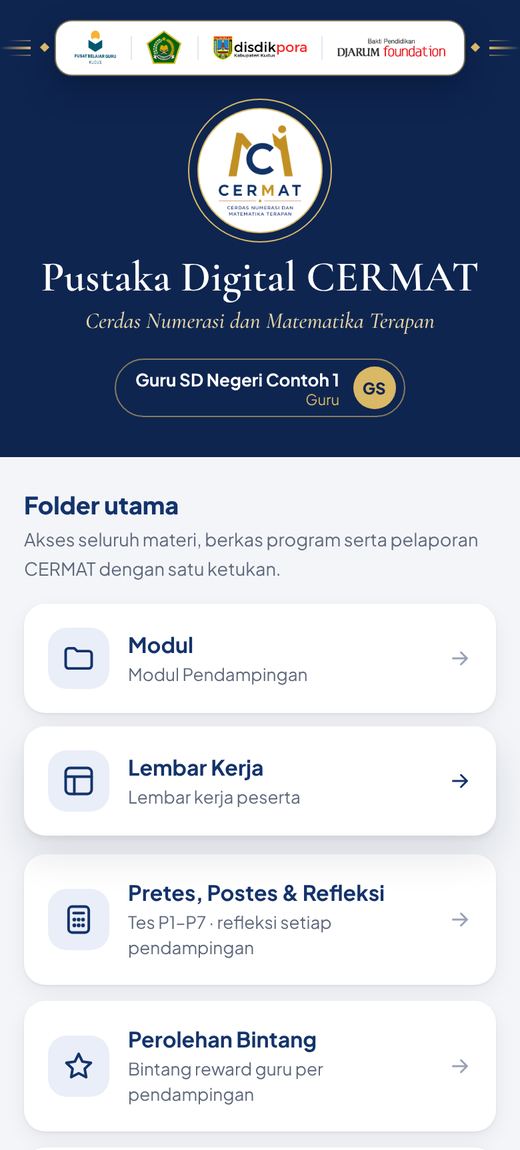 PUSAT BELAJAR GURU
KUDUS
disdikpora
Kabupaten Kudus
Bakti Pendidikan
DJARUM foundation
CERMAT
CERDAS NUMERASI DAN
MATEMATIKA TERAPAN
Pustaka Digital CERMAT
Cerdas Numerasi dan Matematika Terapan
Guru SD Negeri Contoh 1
Guru
GS
Folder utama
Akses seluruh materi, berkas program serta pelaporan
CERMAT dengan satu ketukan.
Modul
Modul Pendampingan
Lembar Kerja
Lembar kerja peserta
Pretes, Postes & Refleksi
Tes P1–P7 · refleksi setiap
pendampingan
Perolehan Bintang
Bintang reward guru per
pendampingan